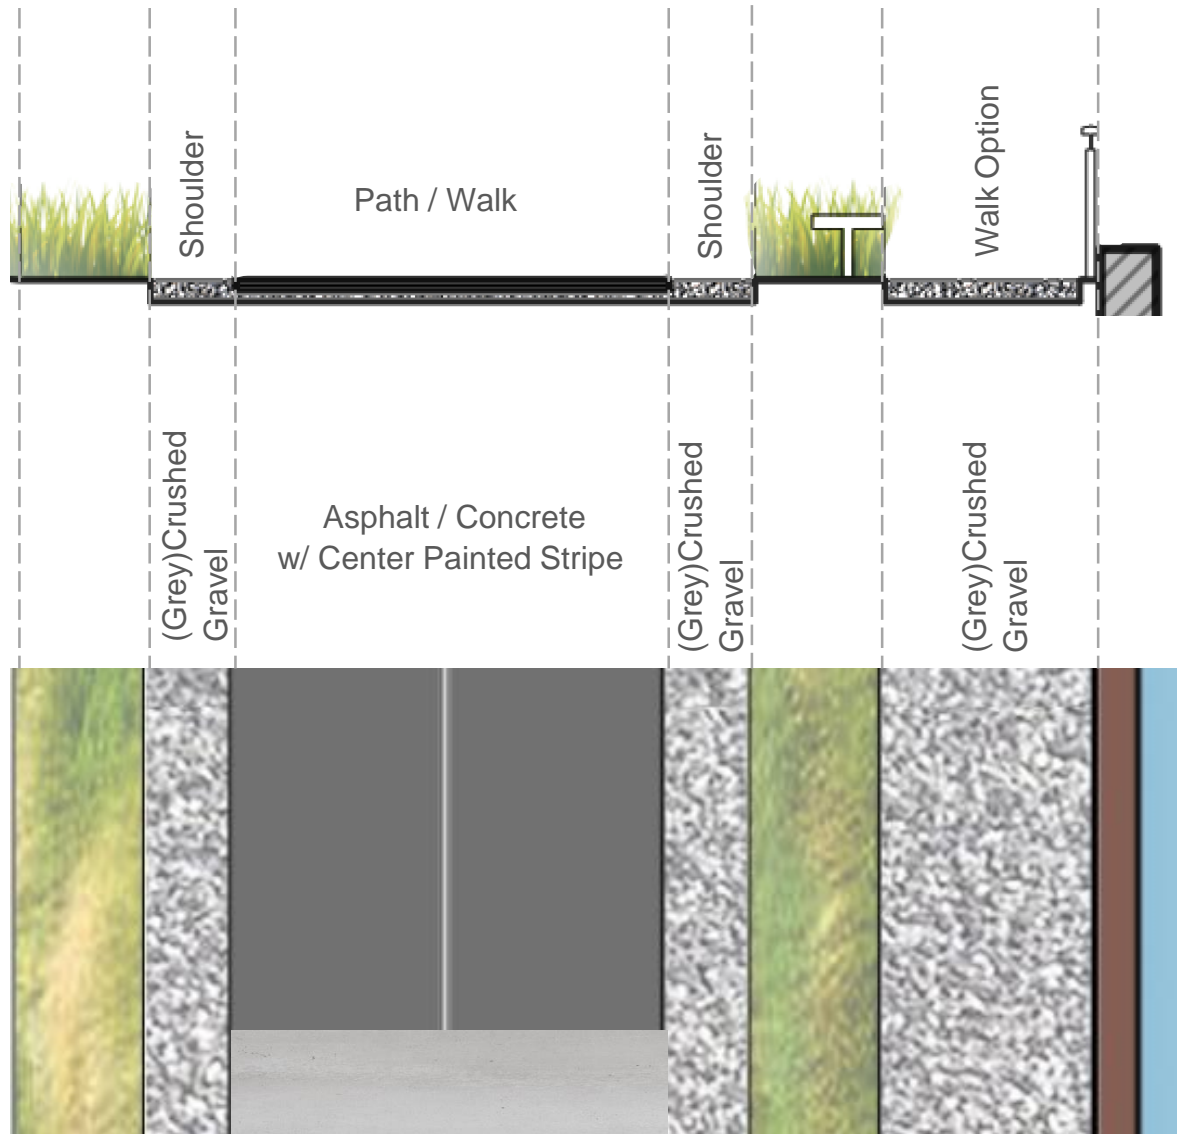 Shoulder
Path / Walk
Shoulder
Walk Option
(Grey)Crushed
Gravel
Asphalt / Concrete
w/ Center Painted Stripe
(Grey)Crushed
Gravel
(Grey)Crushed
Gravel